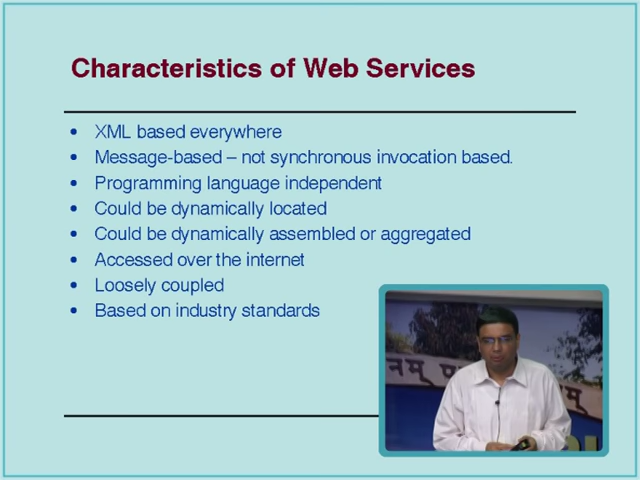 Characteristics of Web Services
• XML based everywhere
• Message-based – not synchronous invocation based.
• Programming language independent
• Could be dynamically located
• Could be dynamically assembled or aggregated
• Accessed over the internet
• Loosely coupled
• Based on industry standards